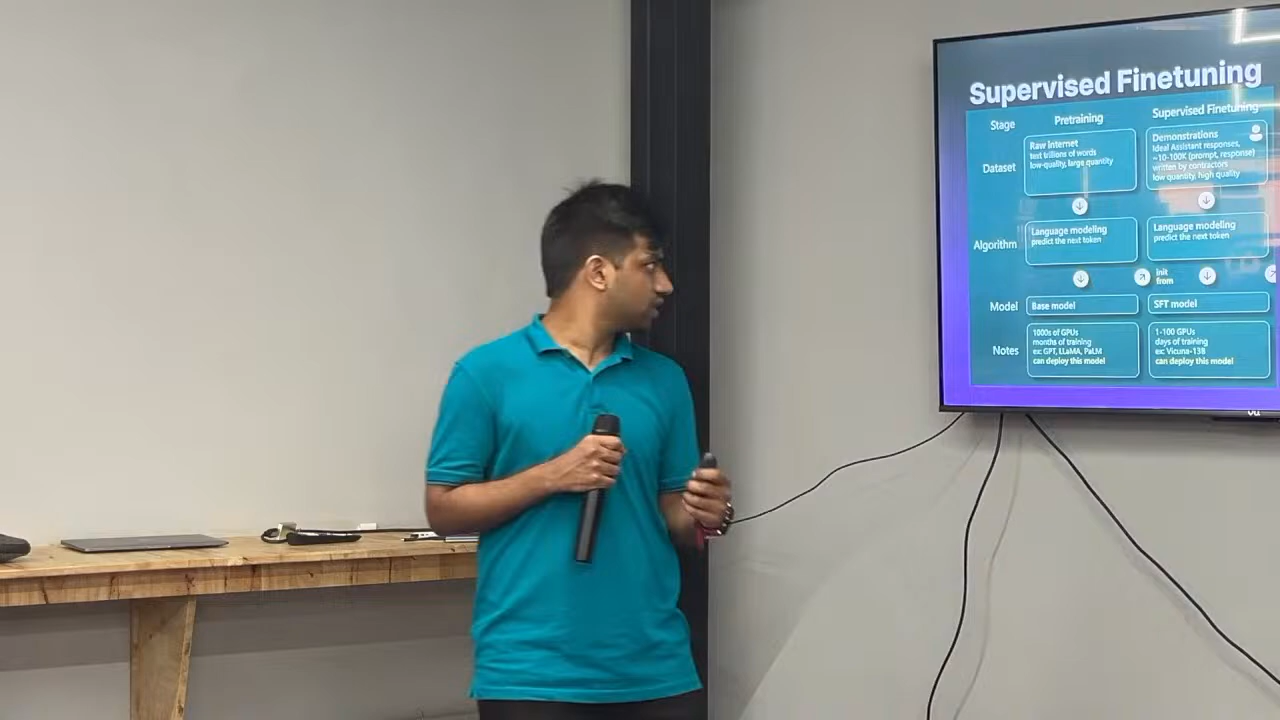 Supervised Finetuning
Stage
Pretraining
Supervised Finetuning
Dataset
Raw internet
text trillions of words
low-quality, large quantity
Demonstrations
Ideal Assistant responses,
~10-100K (prompt, response)
written by contractors
low quantity, high quality
Algorithm
Language modeling
predict the next token
Language modeling
predict the next token
init
from
Model
Base model
SFT model
Notes
1000s of GPUs
months of training
ex: GPT, LLaMA, PaLM
can deploy this model
1-100 GPUs
days of training
ex: Vicuna-13B
can deploy this model